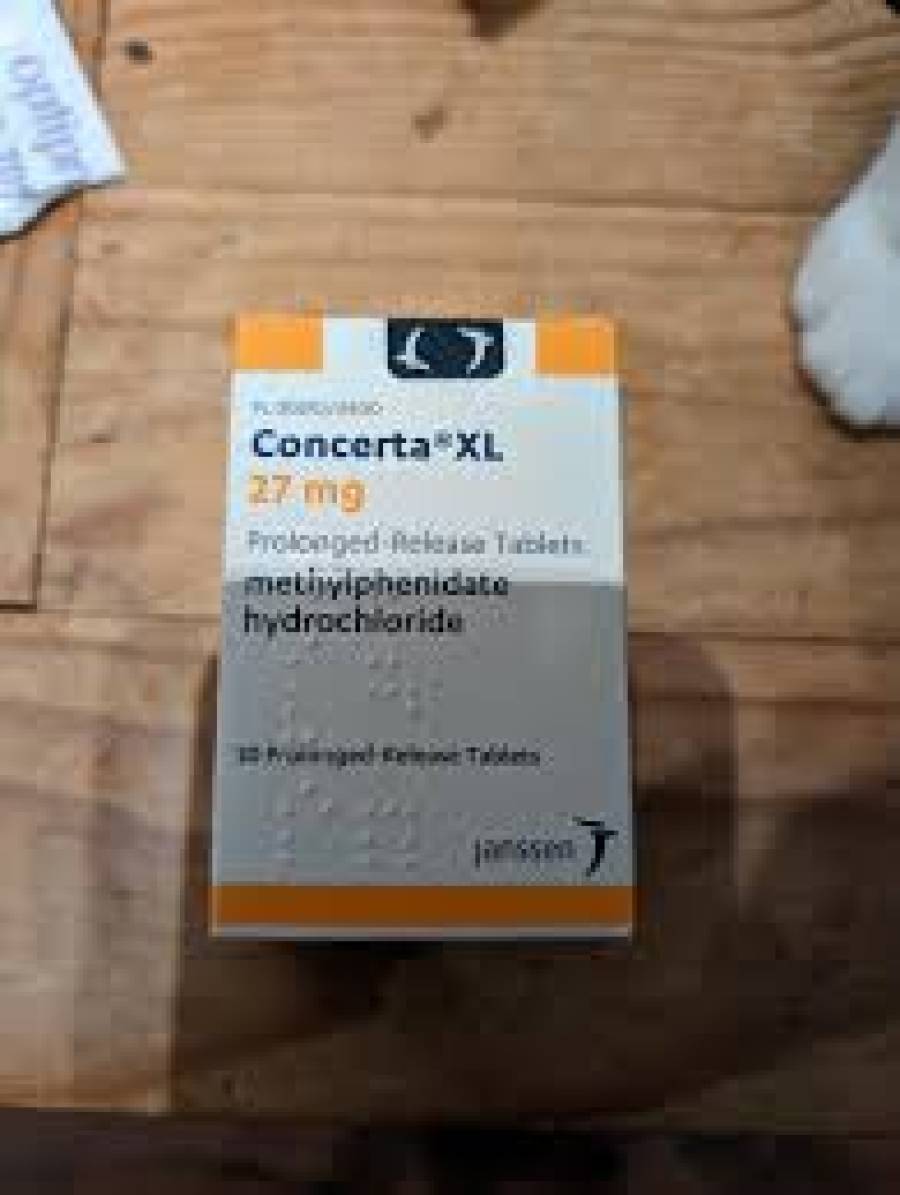 Concerta® XL
27 mg
Prolonged-Release Tablets
methylphenidate
hydrochloride
30 Prolonged-Release Tablets
janssen